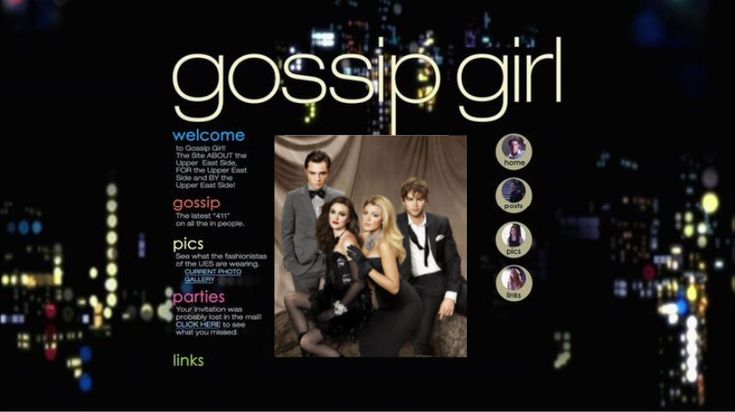 gossip girl
welcome
to Gossip Girl!
The Site ABOUT the
Upper East Side,
FOR the Upper East
Side and BY the
Upper East Side!
gossip
The latest "411"
on all the in people.
pics
See what the fashionistas
of the UES are wearing.
CURRENT PHOTO
GALLERY
parties
Your Invitation was
probably lost in the mail!
CLICK HERE to see
what you missed.
links
home
posts
pics
links